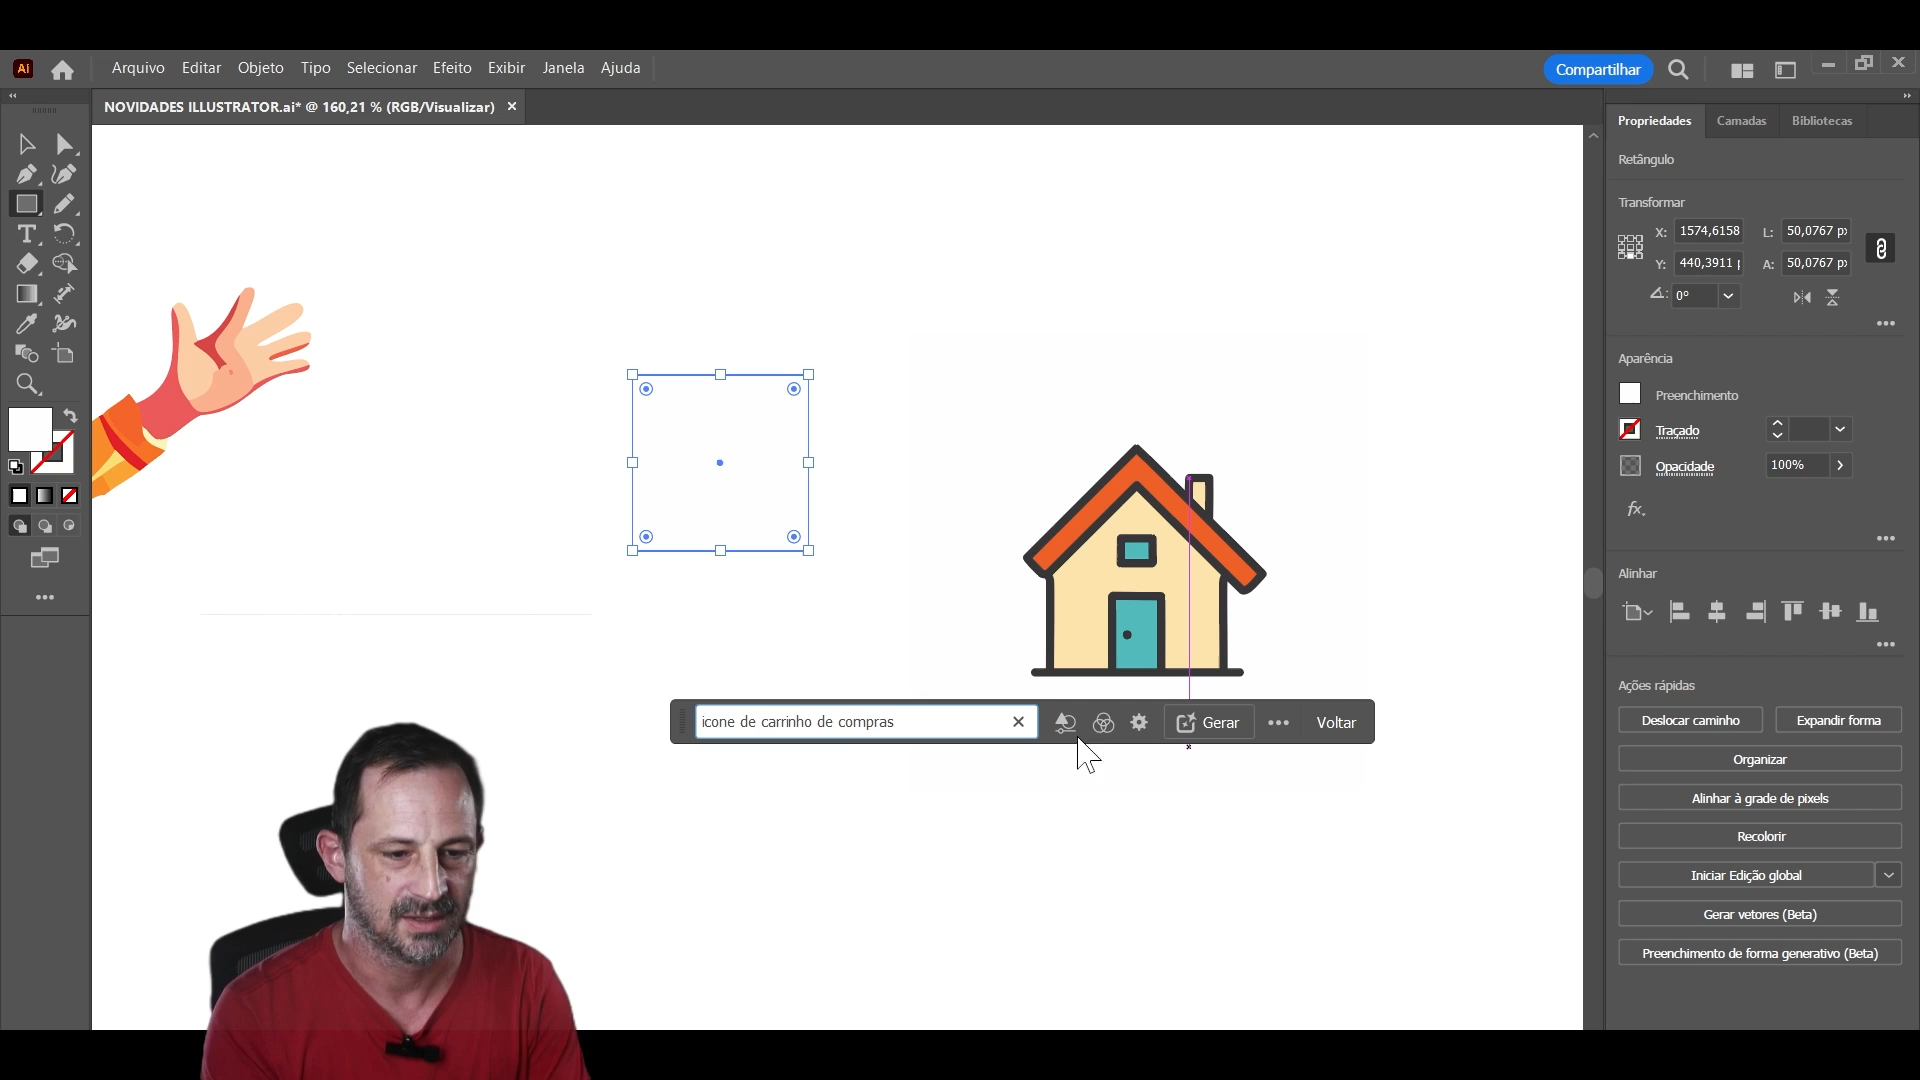 Ai
Arquivo Editar Objeto Tipo Selecionar Efeito Exibir Janela Ajuda
Compartilhar
NOVIDADES ILLUSTRATOR.ai* @ 160,21 % (RGB/Visualizar)
Propriedades Camadas Bibliotecas
Retângulo
Transformar
X: 1574,6158 L: 50,0767 px
Y: 440,3911 A: 50,0767 px
0°
Aparência
Preenchimento
Traçado
Opacidade 100%
fx.
Alinhar
Ações rápidas
Deslocar caminho Expandir forma
Organizar
Alinhar à grade de pixels
Recolorir
Iniciar Edição global
Gerar vetores (Beta)
Preenchimento de forma generativo (Beta)
icone de carrinho de compras
Gerar Voltar